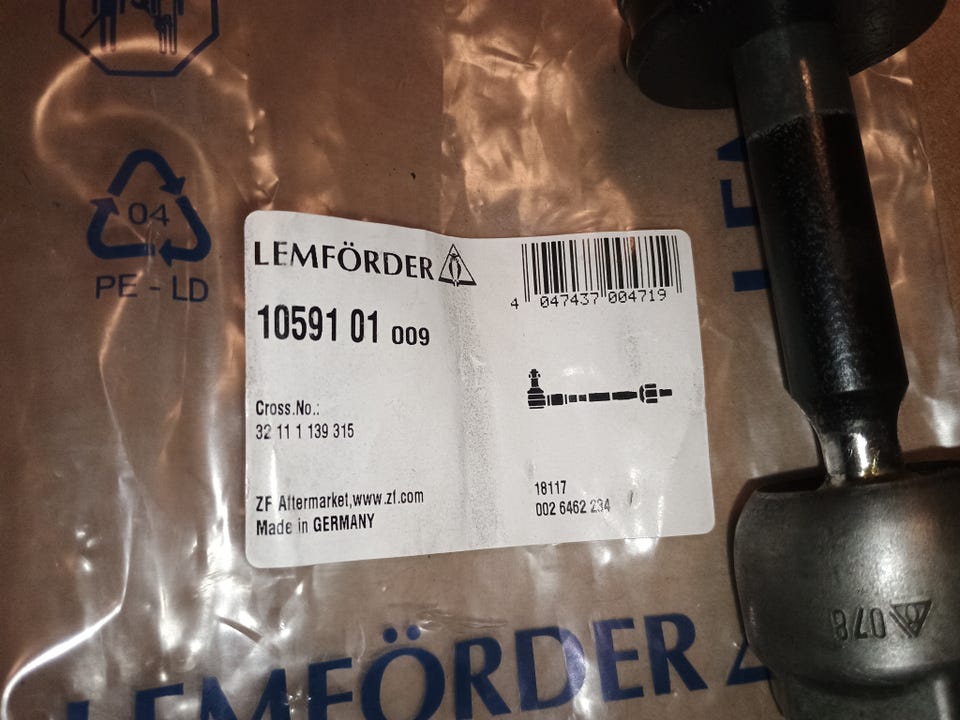 04
PE - LD
LEMFÖRDER
10591 01 009
4 047437 004719
Cross.No.:
32 11 1 139 315
ZF Aftermarket,www.zf.com
Made in GERMANY
18117
002 6462 234
LEMFÖRDER